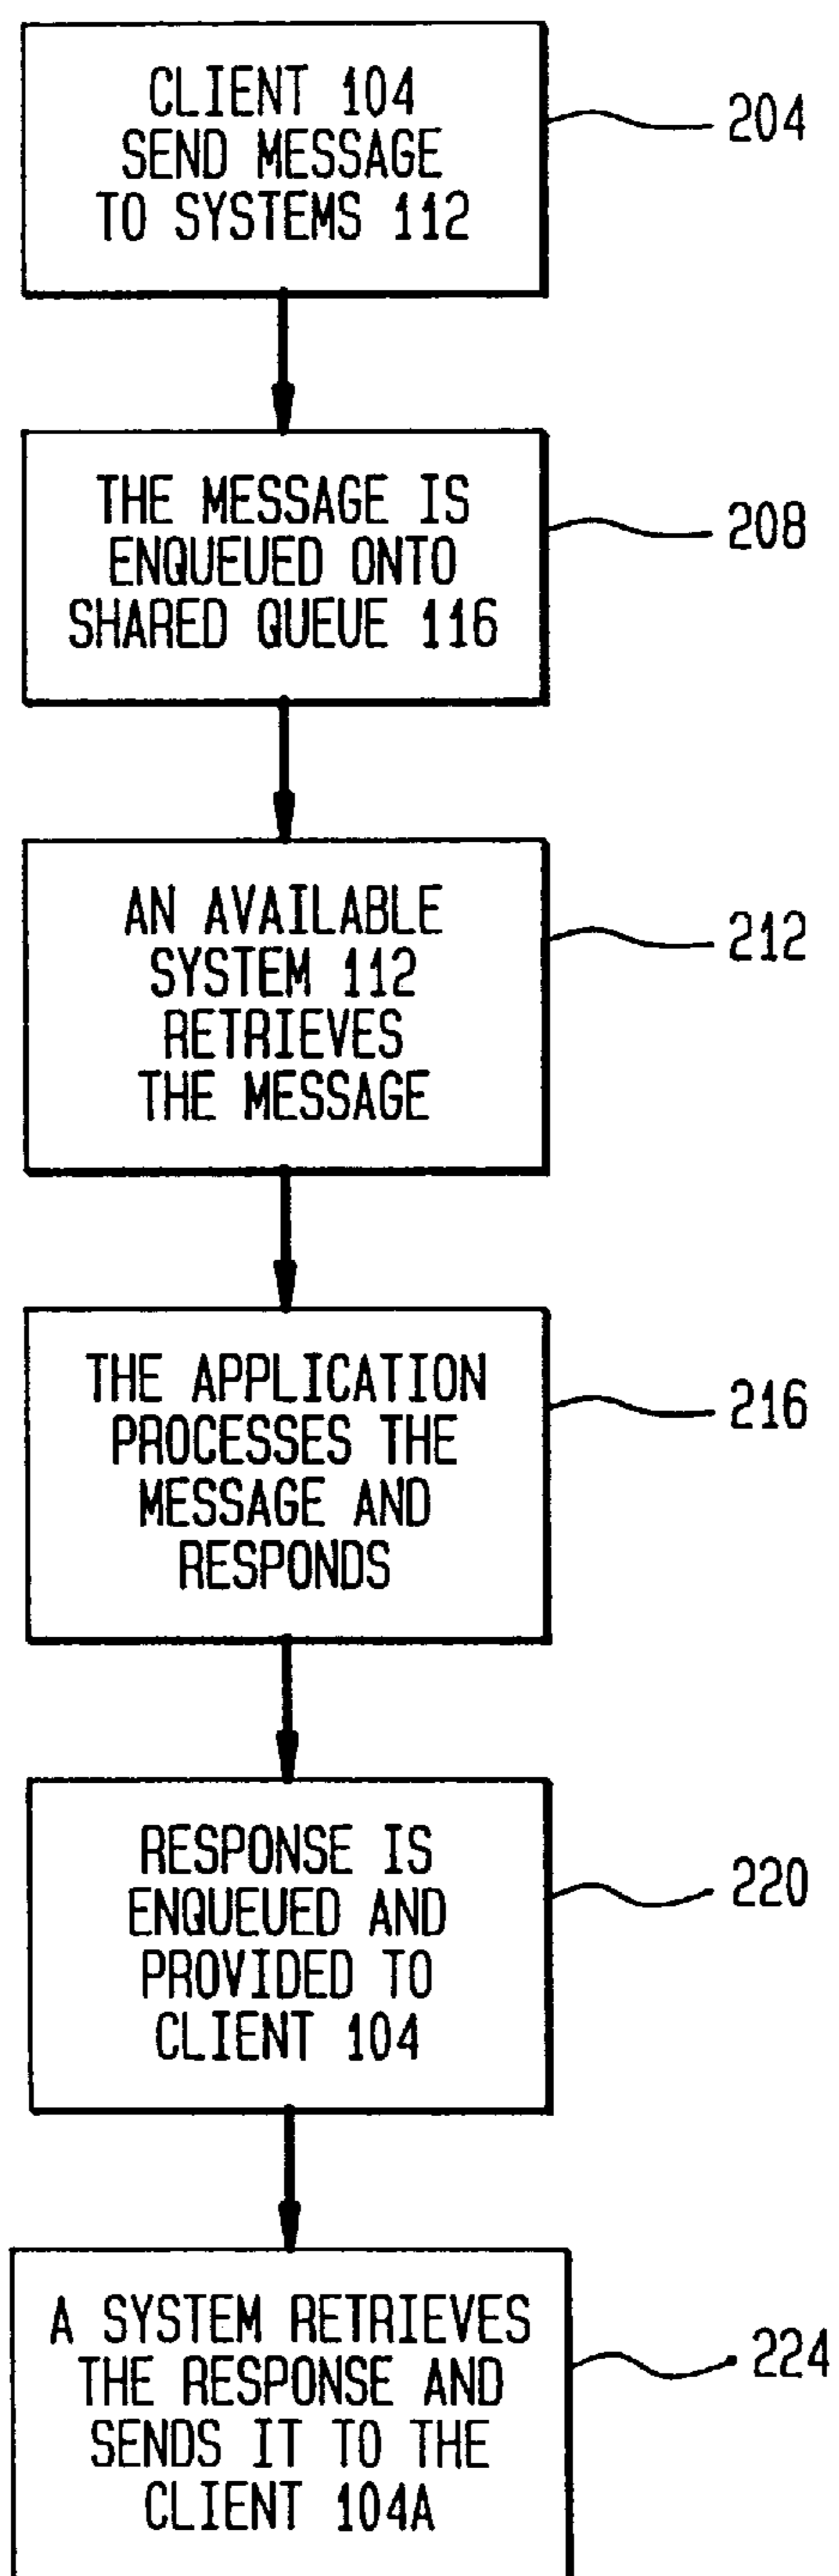 CLIENT 104
SEND MESSAGE
TO SYSTEMS 112
204
THE MESSAGE IS
ENQUEUED ONTO
SHARED QUEUE 116
208
AN AVAILABLE
SYSTEM 112
RETRIEVES
THE MESSAGE
212
THE APPLICATION
PROCESSES THE
MESSAGE AND
RESPONDS
216
RESPONSE IS
ENQUEUED AND
PROVIDED TO
CLIENT 104
220
A SYSTEM RETRIEVES
THE RESPONSE AND
SENDS IT TO THE
CLIENT 104A
224